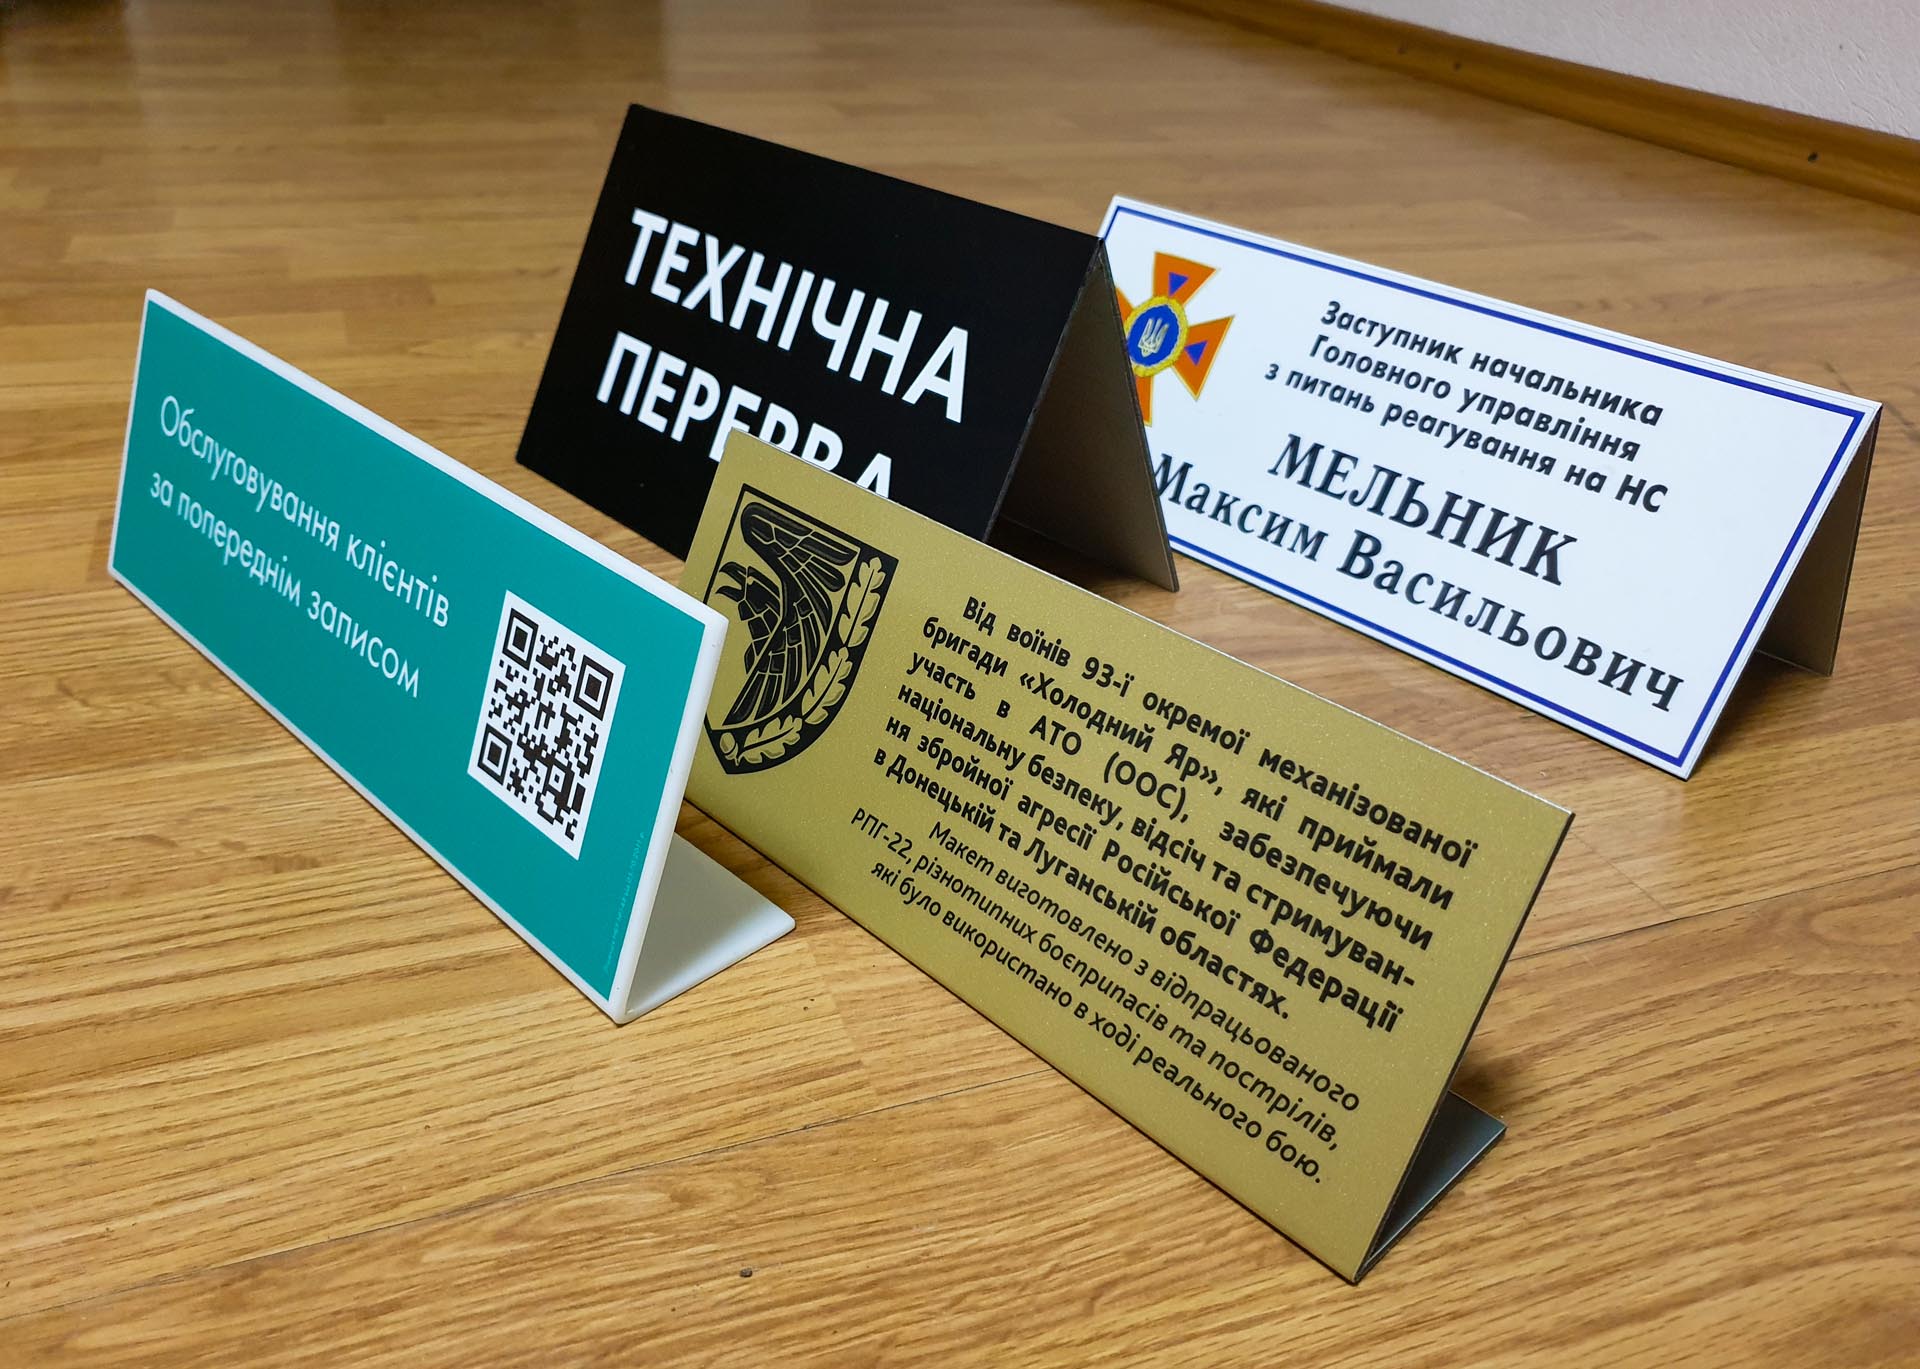 ТЕХНІЧНА
ПЕРЕРВА
Заступник начальника
Головного управління
з питань реагування на НС
МЕЛЬНИК
Максим Васильович
Обслуговування клієнтів
за попереднім записом
Від воїнів 93-ї окремої механізованої
бригади «Холодний Яр», які приймали
участь в АТО (ООС), забезпечуючи
національну безпеку, відсіч та стримуван-
ня збройної агресії Російської Федерації
в Донецькій та Луганській областях.
Макет виготовлено з відпрацьованого
РПГ-22, різнотипних боєприпасів та пострілів,
які було використано в ході реального бою.